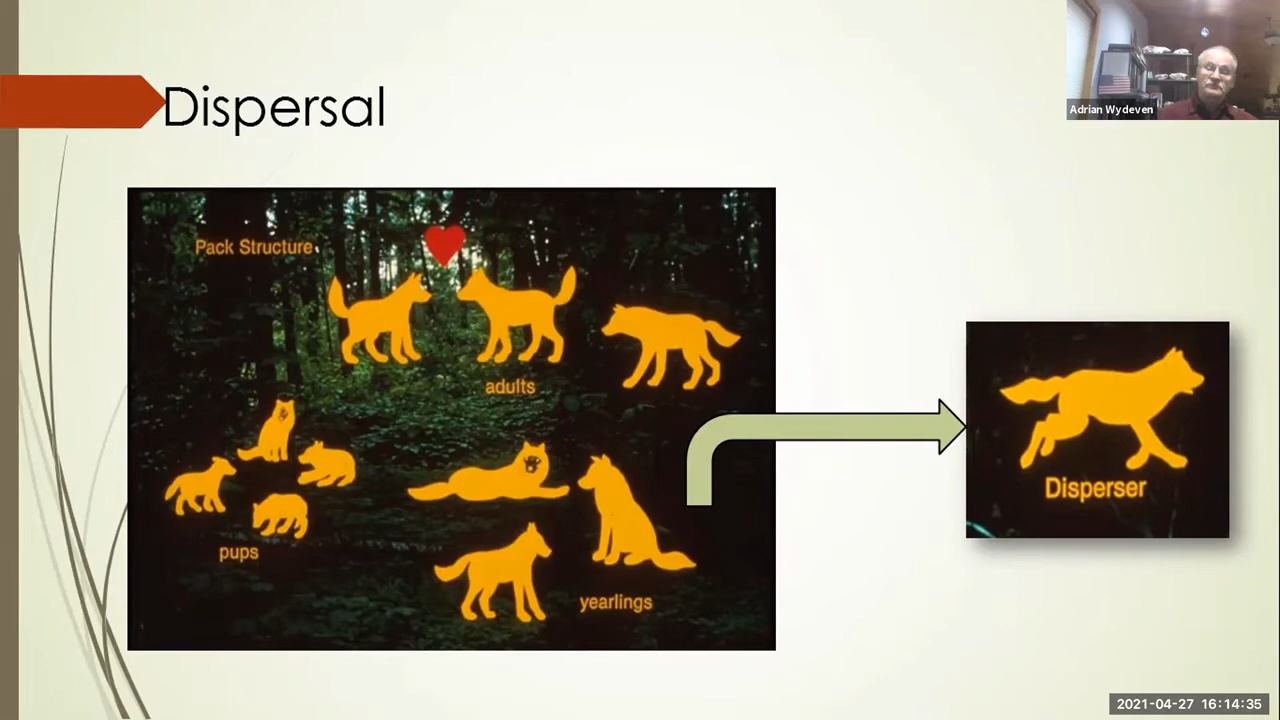 Dispersal
Adrian Wydeven
Pack Structure
adults
pups
yearlings
Disperser
2021-04-27 16:14:35